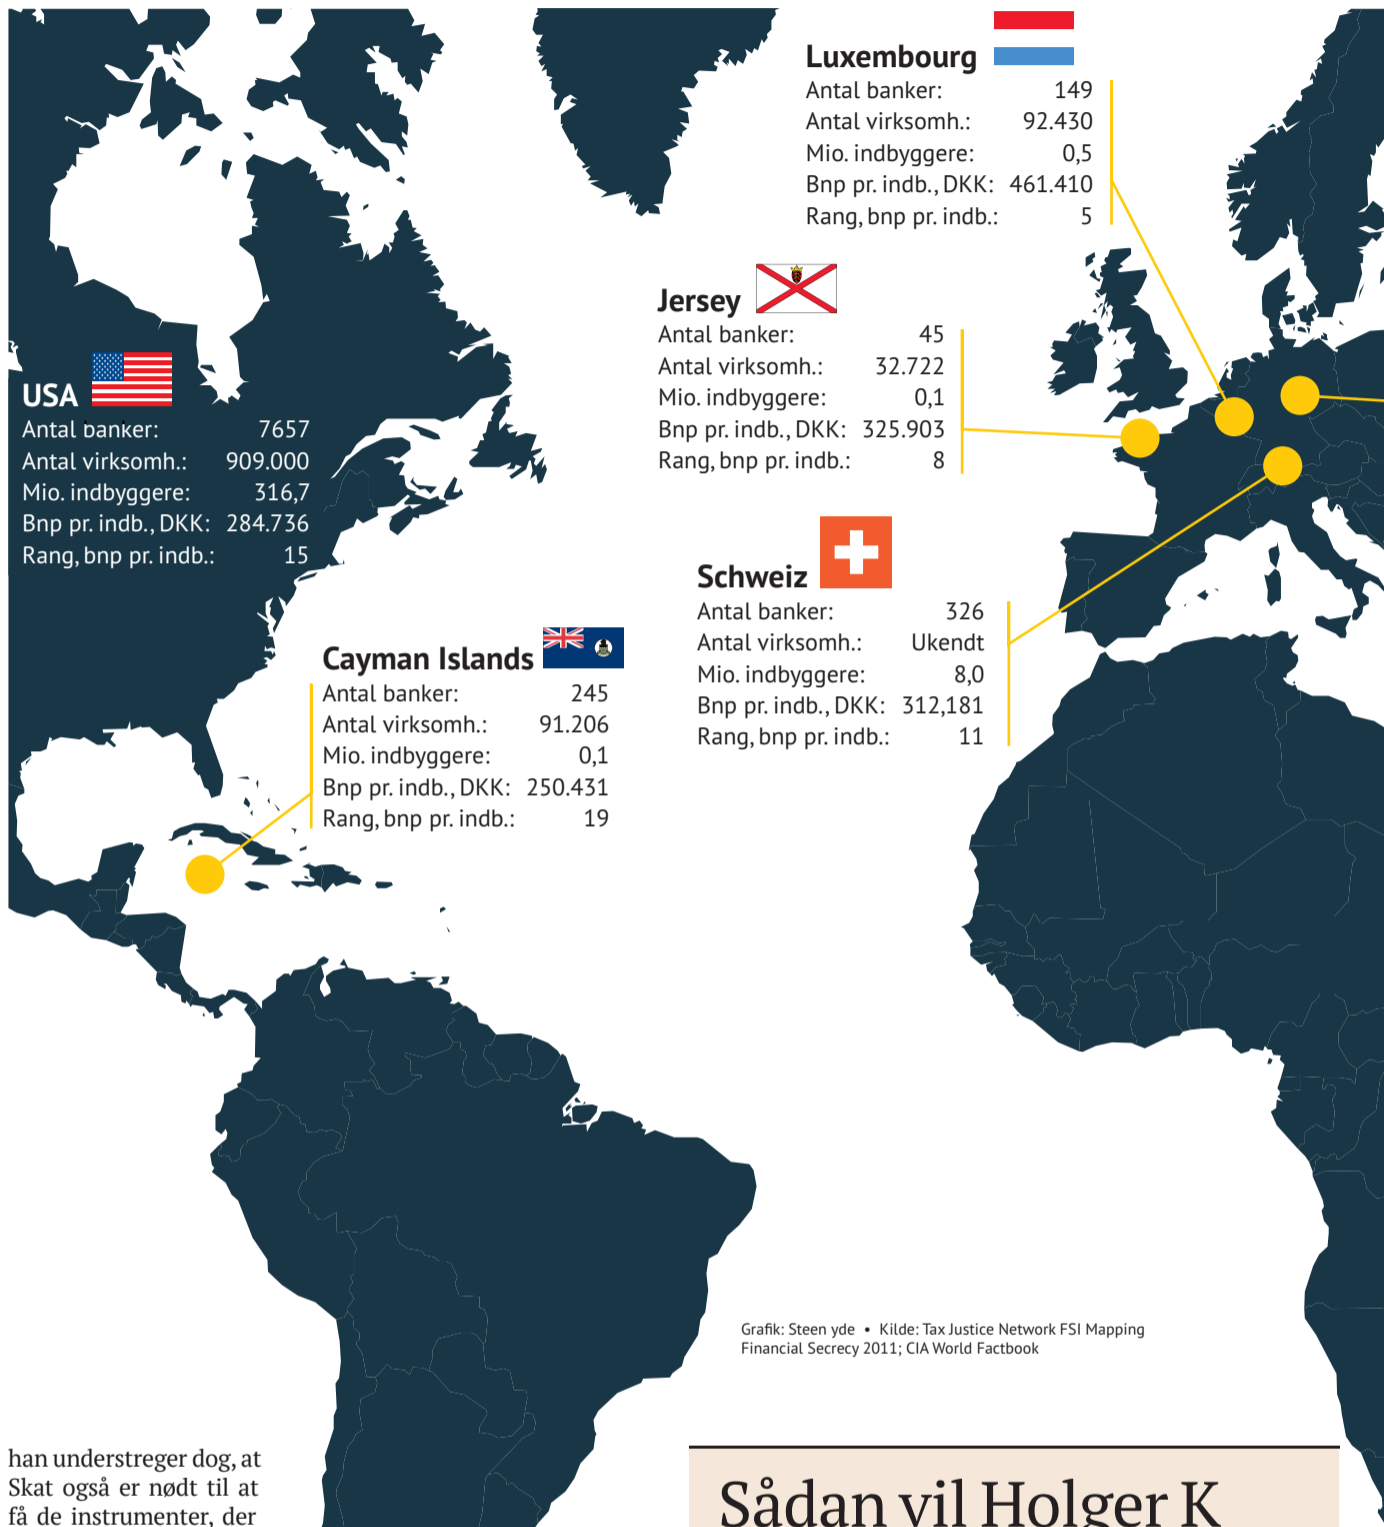 Luxembourg
Antal banker: 149
Antal virksomh.: 92.430
Mio. indbyggere: 0,5
Bnp pr. indb., DKK: 461.410
Rang, bnp pr. indb.: 5
Jersey
Antal banker: 45
Antal virksomh.: 32.722
Mio. indbyggere: 0,1
Bnp pr. indb., DKK: 325.903
Rang, bnp pr. indb.: 8
USA
Antal banker: 7657
Antal virksomh.: 909.000
Mio. indbyggere: 316,7
Bnp pr. indb., DKK: 284.736
Rang, bnp pr. indb.: 15
Schweiz
Antal banker: 326
Antal virksomh.: Ukendt
Mio. indbyggere: 8,0
Bnp pr. indb., DKK: 312,181
Rang, bnp pr. indb.: 11
Cayman Islands
Antal banker: 245
Antal virksomh.: 91.206
Mio. indbyggere: 0,1
Bnp pr. indb., DKK: 250.431
Rang, bnp pr. indb.: 19
Grafik: Steen yde • Kilde: Tax Justice Network FSI Mapping
Financial Secrecy 2011; CIA World Factbook
han understreger dog, at
Skat også er nødt til at
få de instrumenter, der
Sådan vil Holger K